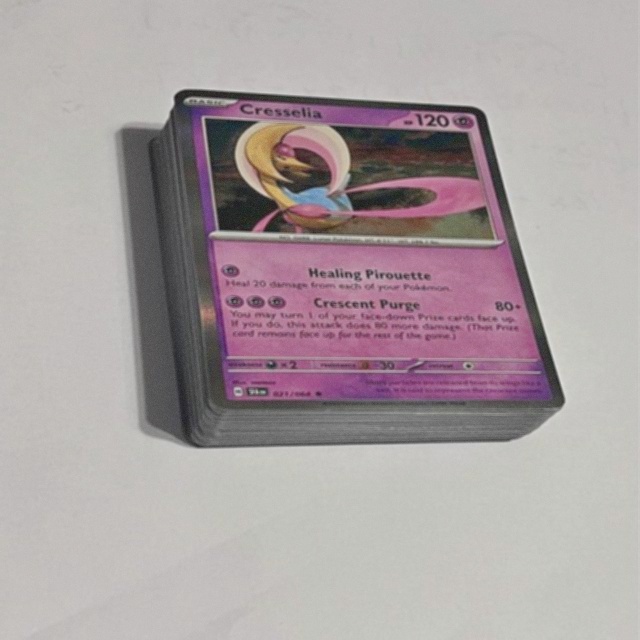 BASIC
Cresselia 120
Healing Pirouette
Heal 20 damage from each of your Pokémon.
Crescent Purge 80+
You may turn 1 of your face-down Prize cards face up.
If you do, this attack does 80 more damage. (That Prize
card remains face up for the rest of the game.)
weakness ×2 resistance -30 retreat
021/064